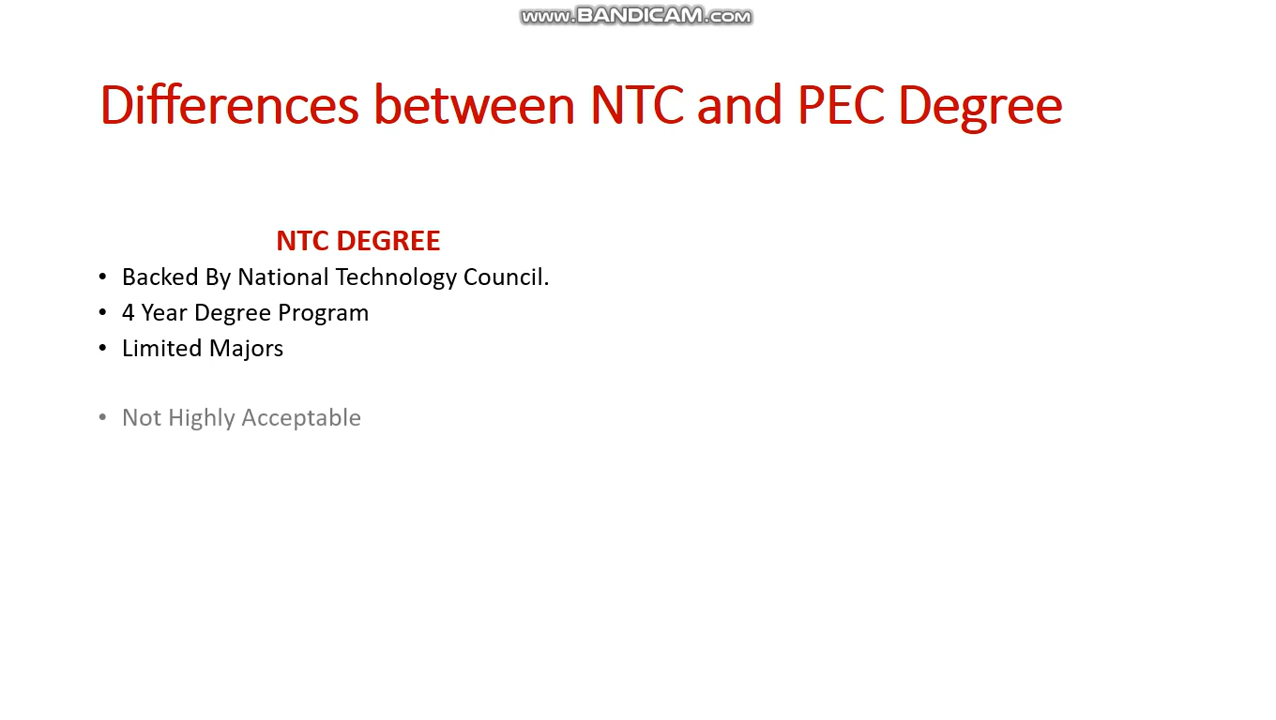 www.BANDICAM.com
Differences between NTC and PEC Degree
NTC DEGREE
• Backed By National Technology Council.
• 4 Year Degree Program
• Limited Majors
• Not Highly Acceptable